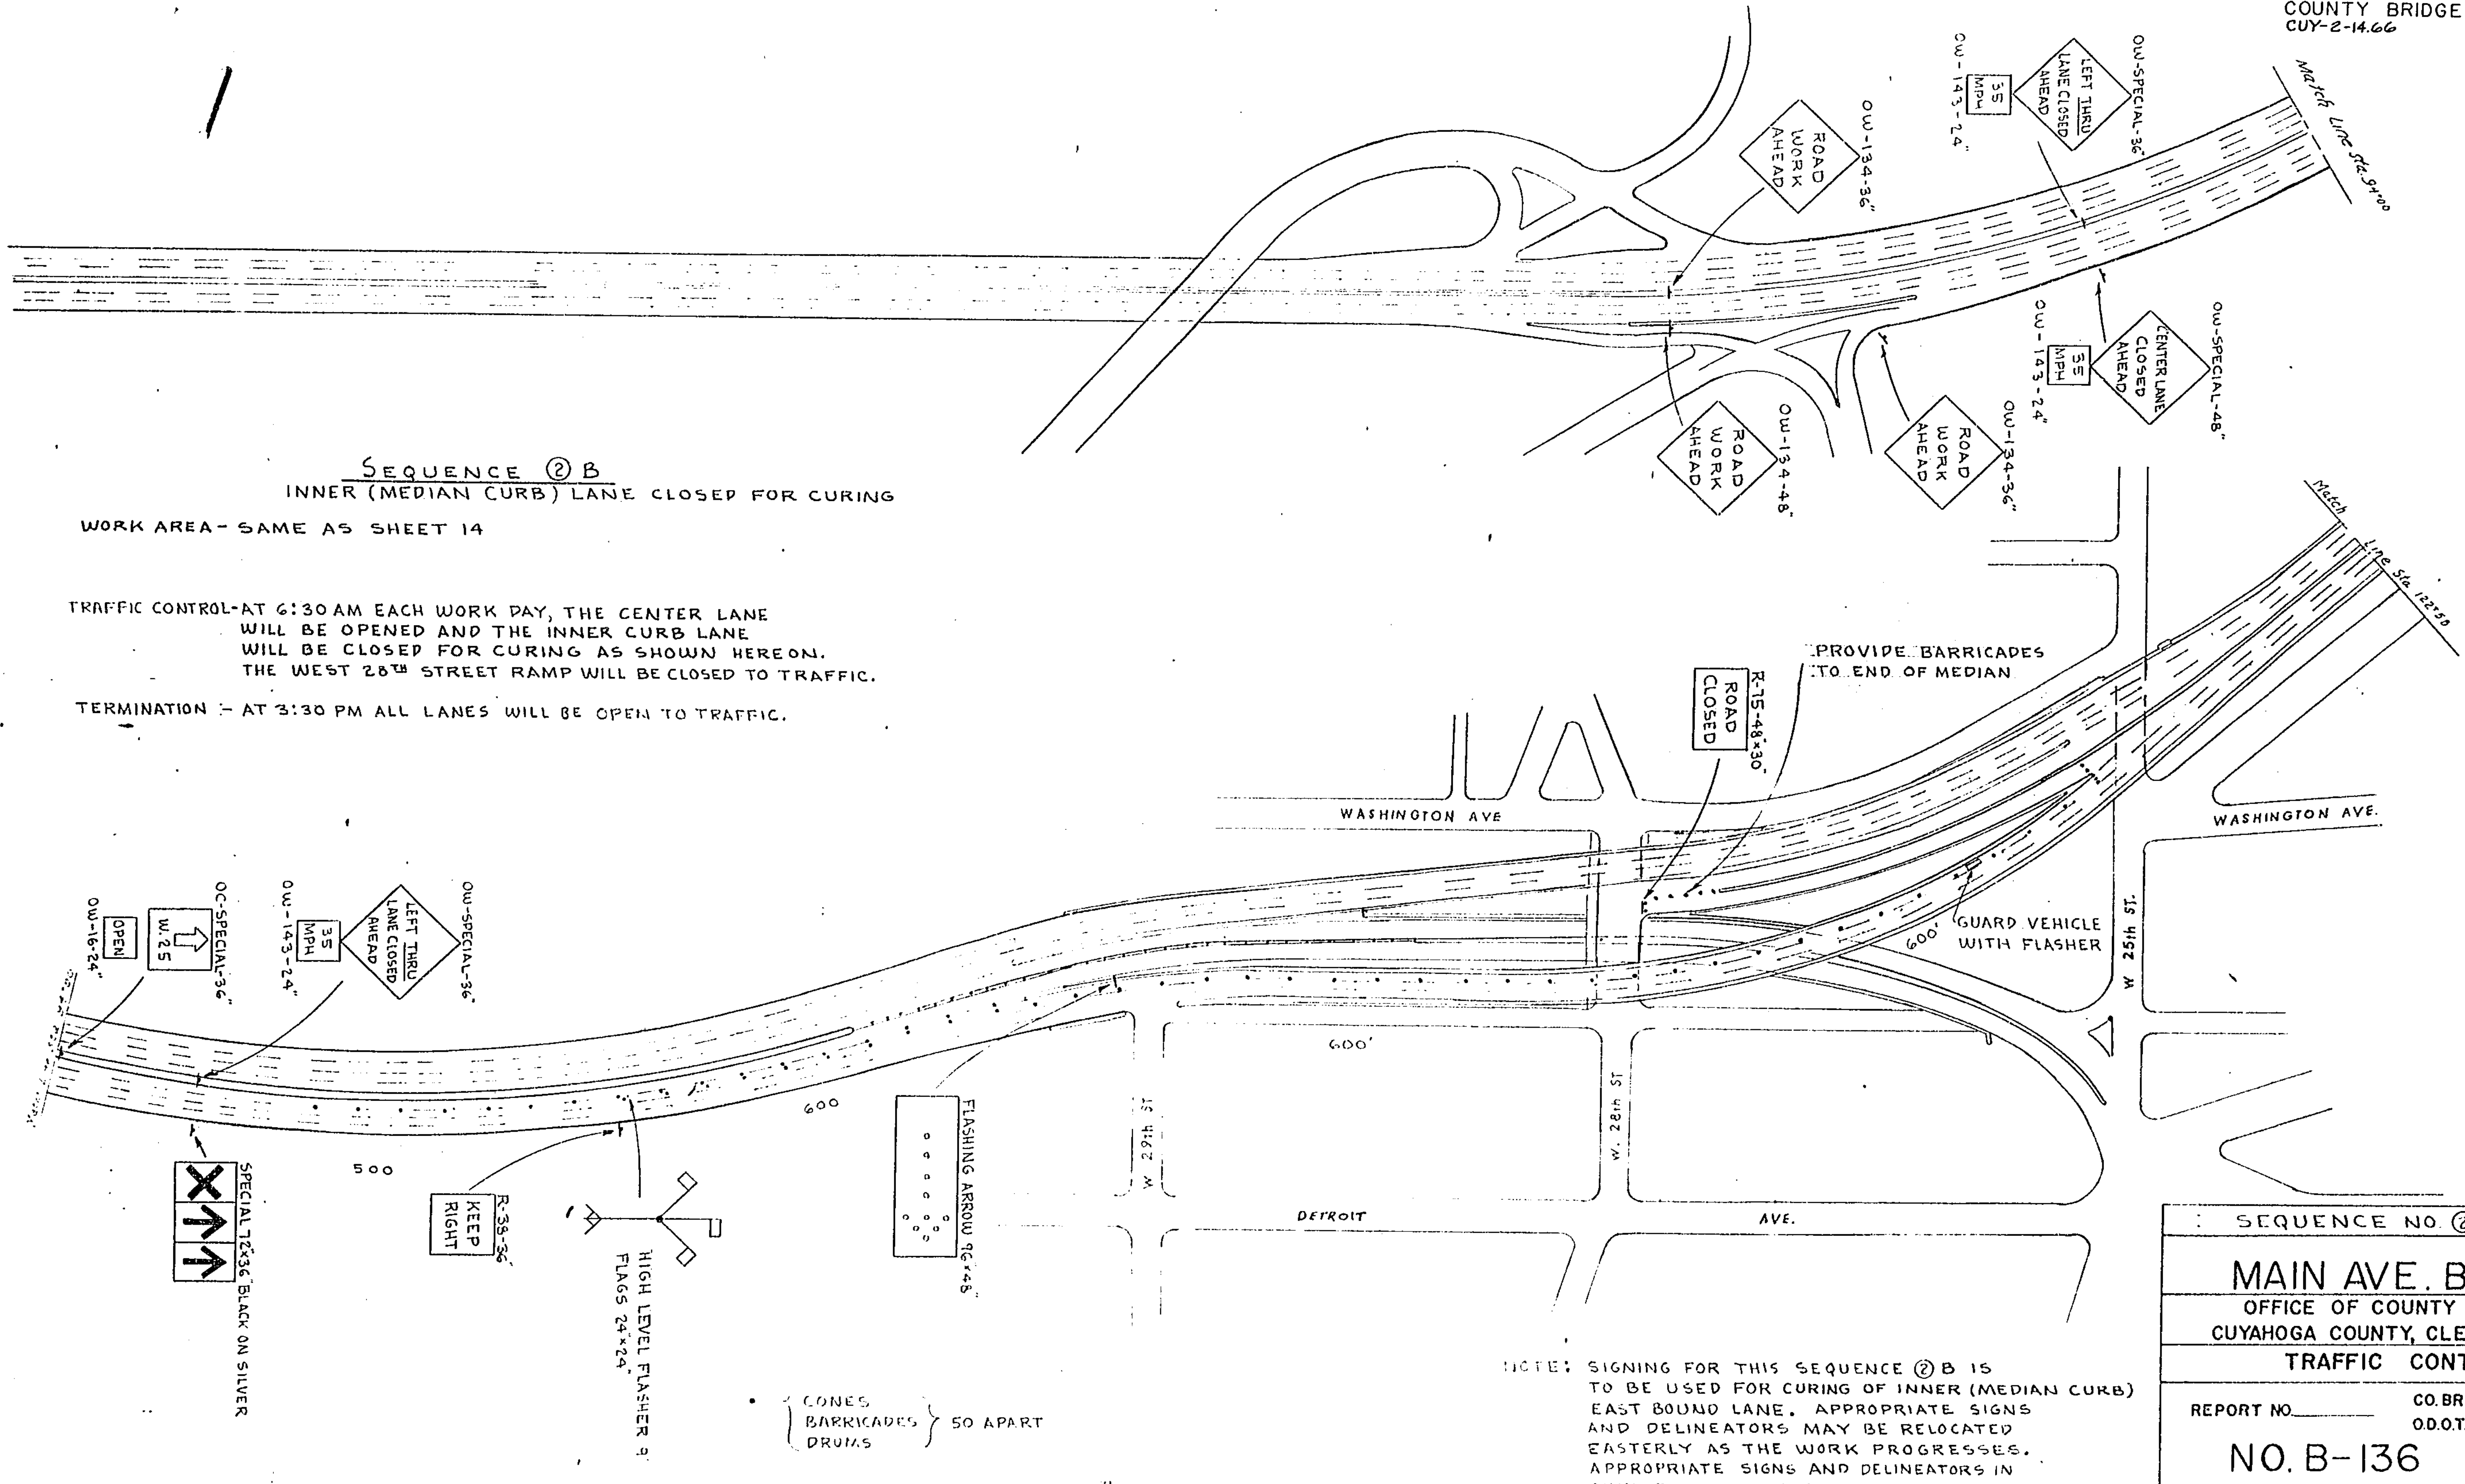 COUNTY BRIDGE
CUY-2-14.66
OW-SPECIAL-36"
LEFT THRU
LANE CLOSED
AHEAD
35
MPH
OW-143-24"
Match Line Sta. 94+00
OW-134-36"
ROAD
WORK
AHEAD
OW-SPECIAL-48"
CENTER LANE
CLOSED
AHEAD
35
MPH
OW-143-24"
OW-134-36"
ROAD
WORK
AHEAD
OW-134-48"
ROAD
WORK
AHEAD
SEQUENCE ② B
INNER (MEDIAN CURB) LANE CLOSED FOR CURING
WORK AREA - SAME AS SHEET 14
TRAFFIC CONTROL-AT 6:30 AM EACH WORK DAY, THE CENTER LANE
WILL BE OPENED AND THE INNER CURB LANE
WILL BE CLOSED FOR CURING AS SHOWN HEREON.
THE WEST 28TH STREET RAMP WILL BE CLOSED TO TRAFFIC.
TERMINATION :- AT 3:30 PM ALL LANES WILL BE OPEN TO TRAFFIC.
Match Line Sta 122+50
PROVIDE BARRICADES
TO END OF MEDIAN
R-75-48"x30"
ROAD
CLOSED
WASHINGTON AVE
WASHINGTON AVE.
W 25th ST.
GUARD VEHICLE
WITH FLASHER
600'
600'
W 29th ST
W. 28th ST
DETROIT
AVE.
OW-SPECIAL-36"
LEFT THRU
LANE CLOSED
AHEAD
35
MPH
OW-143-24"
OC-SPECIAL-36"
W. 25
OPEN
OW-16-24"
600
500
SPECIAL 72"x36" BLACK ON SILVER
R-38-36"
KEEP
RIGHT
HIGH LEVEL FLASHER 9'
FLAGS 24"x24"
FLASHING ARROW 96"x48"
CONES
BARRICADES
DRUMS
50 APART
NOTE: SIGNING FOR THIS SEQUENCE ② B IS
TO BE USED FOR CURING OF INNER (MEDIAN CURB)
EAST BOUND LANE. APPROPRIATE SIGNS
AND DELINEATORS MAY BE RELOCATED
EASTERLY AS THE WORK PROGRESSES.
APPROPRIATE SIGNS AND DELINEATORS IN
SEQUENCE NO. ②
MAIN AVE. B
OFFICE OF COUNTY
CUYAHOGA COUNTY, CLE
TRAFFIC CONT
REPORT NO.
CO. BR
O.D.O.T.
NO. B-136